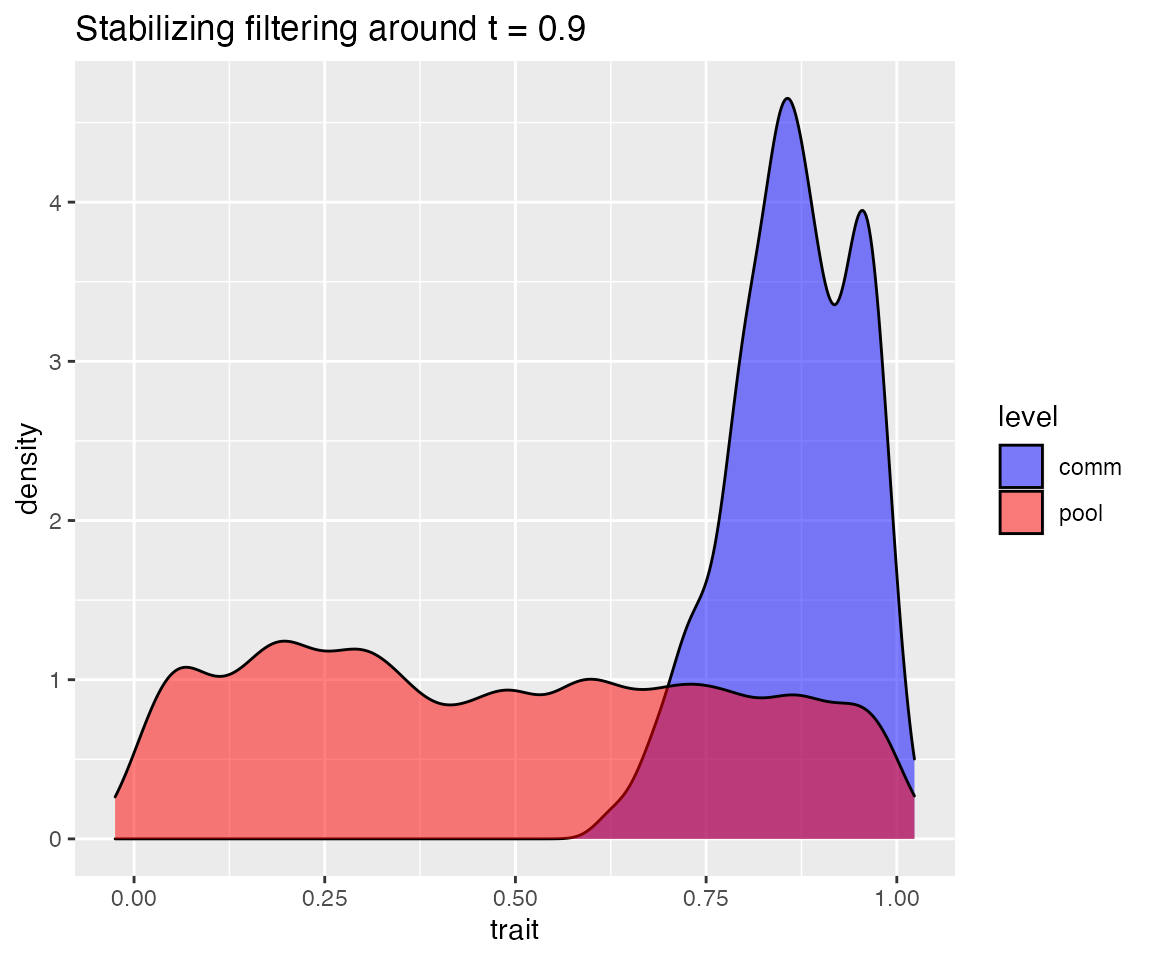 Stabilizing filtering around t = 0.9
density
4
3
2
1
0
0.00 0.25 0.50 0.75 1.00
trait
level
comm
pool